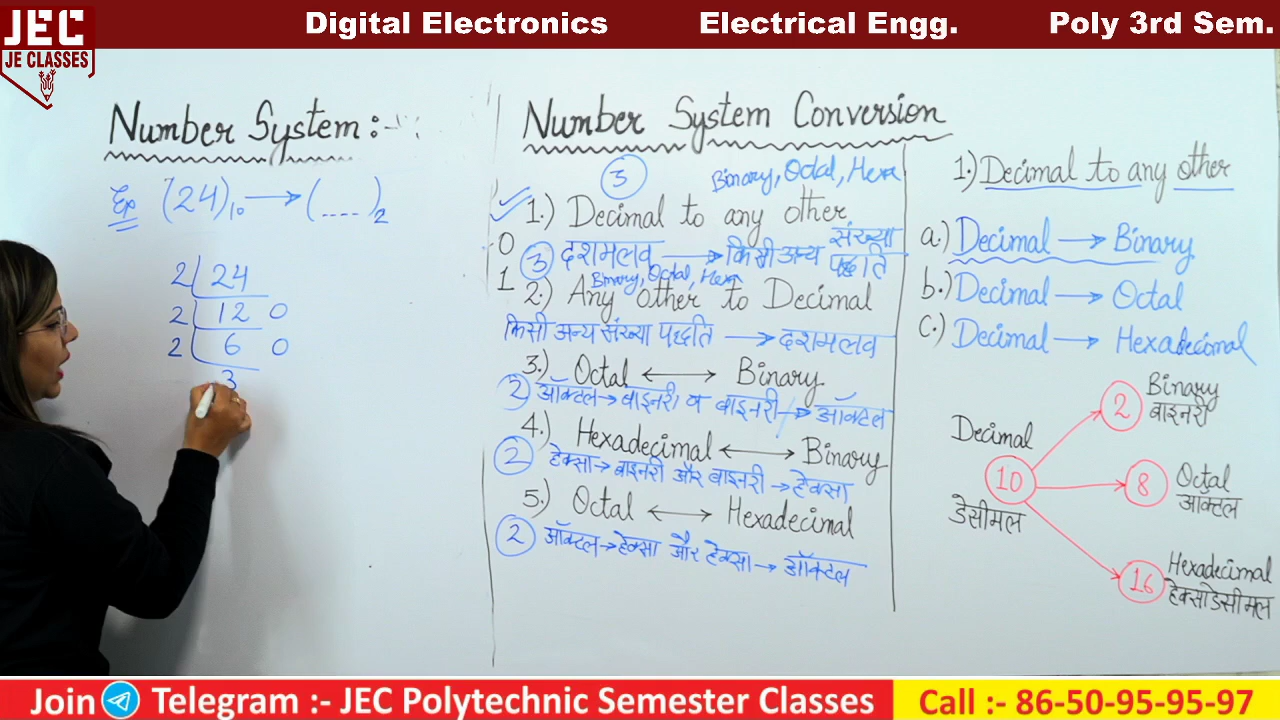 JEC
JE CLASSES
Digital Electronics Electrical Engg. Poly 3rd Sem.
Number System :-
Ex (24)₁₀ → (....)₂
2 24
2 12 0
2 6 0
3
Number System Conversion
3 Binary, Octal, Hexa
1.) Decimal to any other
0
3 दशमलव → किसी अन्य संख्या पद्धति
1
Binary, Octal, Hexa
2.) Any other to Decimal
किसी अन्य संख्या पद्धति → दशमलव
3.) Octal ↔ Binary
2 ऑक्टल → बाइनरी व बाइनरी → ऑक्टल
4.) Hexadecimal ↔ Binary
2 हेक्सा → बाइनरी और बाइनरी → हेक्सा
5.) Octal ↔ Hexadecimal
2 ऑक्टल → हेक्सा और हेक्सा → ऑक्टल
1.) Decimal to any other
a.) Decimal → Binary
b.) Decimal → Octal
C.) Decimal → Hexadecimal
Decimal
10
डेसीमल
2 Binary
बाइनरी
8 Octal
ऑक्टल
16 Hexadecimal
हेक्साडेसीमल
Join Telegram :- JEC Polytechnic Semester Classes
Call :- 86-50-95-95-97